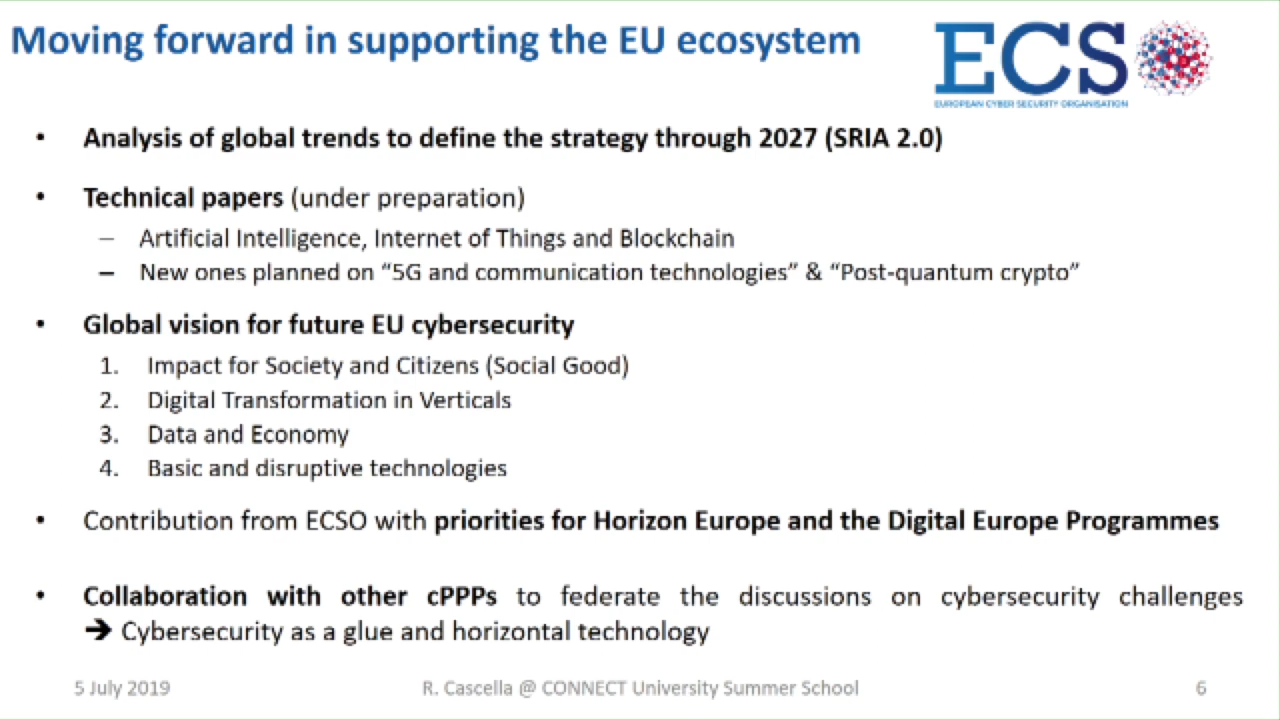 Moving forward in supporting the EU ecosystem
ECS
EUROPEAN CYBER SECURITY ORGANISATION
• Analysis of global trends to define the strategy through 2027 (SRIA 2.0)
• Technical papers (under preparation)
– Artificial Intelligence, Internet of Things and Blockchain
– New ones planned on “5G and communication technologies” & “Post-quantum crypto”
• Global vision for future EU cybersecurity
1. Impact for Society and Citizens (Social Good)
2. Digital Transformation in Verticals
3. Data and Economy
4. Basic and disruptive technologies
• Contribution from ECSO with priorities for Horizon Europe and the Digital Europe Programmes
• Collaboration with other cPPPs to federate the discussions on cybersecurity challenges
➔ Cybersecurity as a glue and horizontal technology
5 July 2019 R. Cascella @ CONNECT University Summer School 6